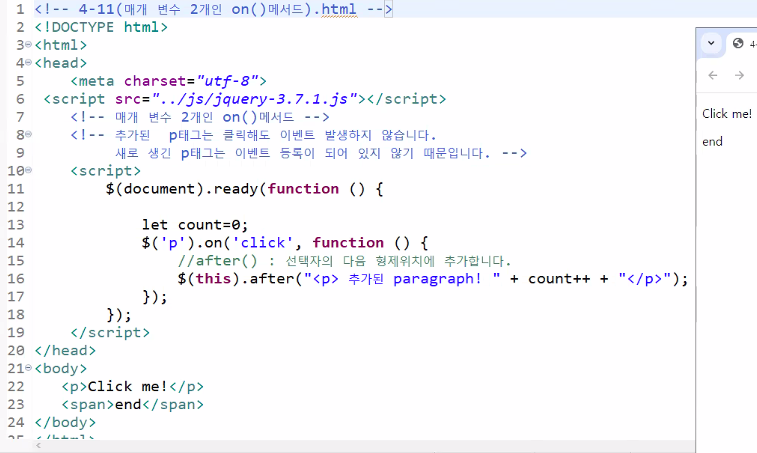 1 <!-- 4-11(매개 변수 2개인 on()메서드).html -->
2 <!DOCTYPE html>
3 <html>
4 <head>
5 <meta charset="utf-8">
6 <script src="../js/jquery-3.7.1.js"></script>
7 <!-- 매개 변수 2개인 on()메서드 -->
8 <!-- 추가된 p태그는 클릭해도 이벤트 발생하지 않습니다.
9 새로 생긴 p태그는 이벤트 등록이 되어 있지 않기 때문입니다. -->
10 <script>
11 $(document).ready(function () {
12
13 let count=0;
14 $('p').on('click', function () {
15 //after() : 선택자의 다음 형제위치에 추가합니다.
16 $(this).after("<p> 추가된 paragraph! " + count++ + "</p>");
17 });
18 });
19 </script>
20 </head>
21 <body>
22 <p>Click me!</p>
23 <span>end</span>
24 </body>
25 </html>
4-
Click me!
end